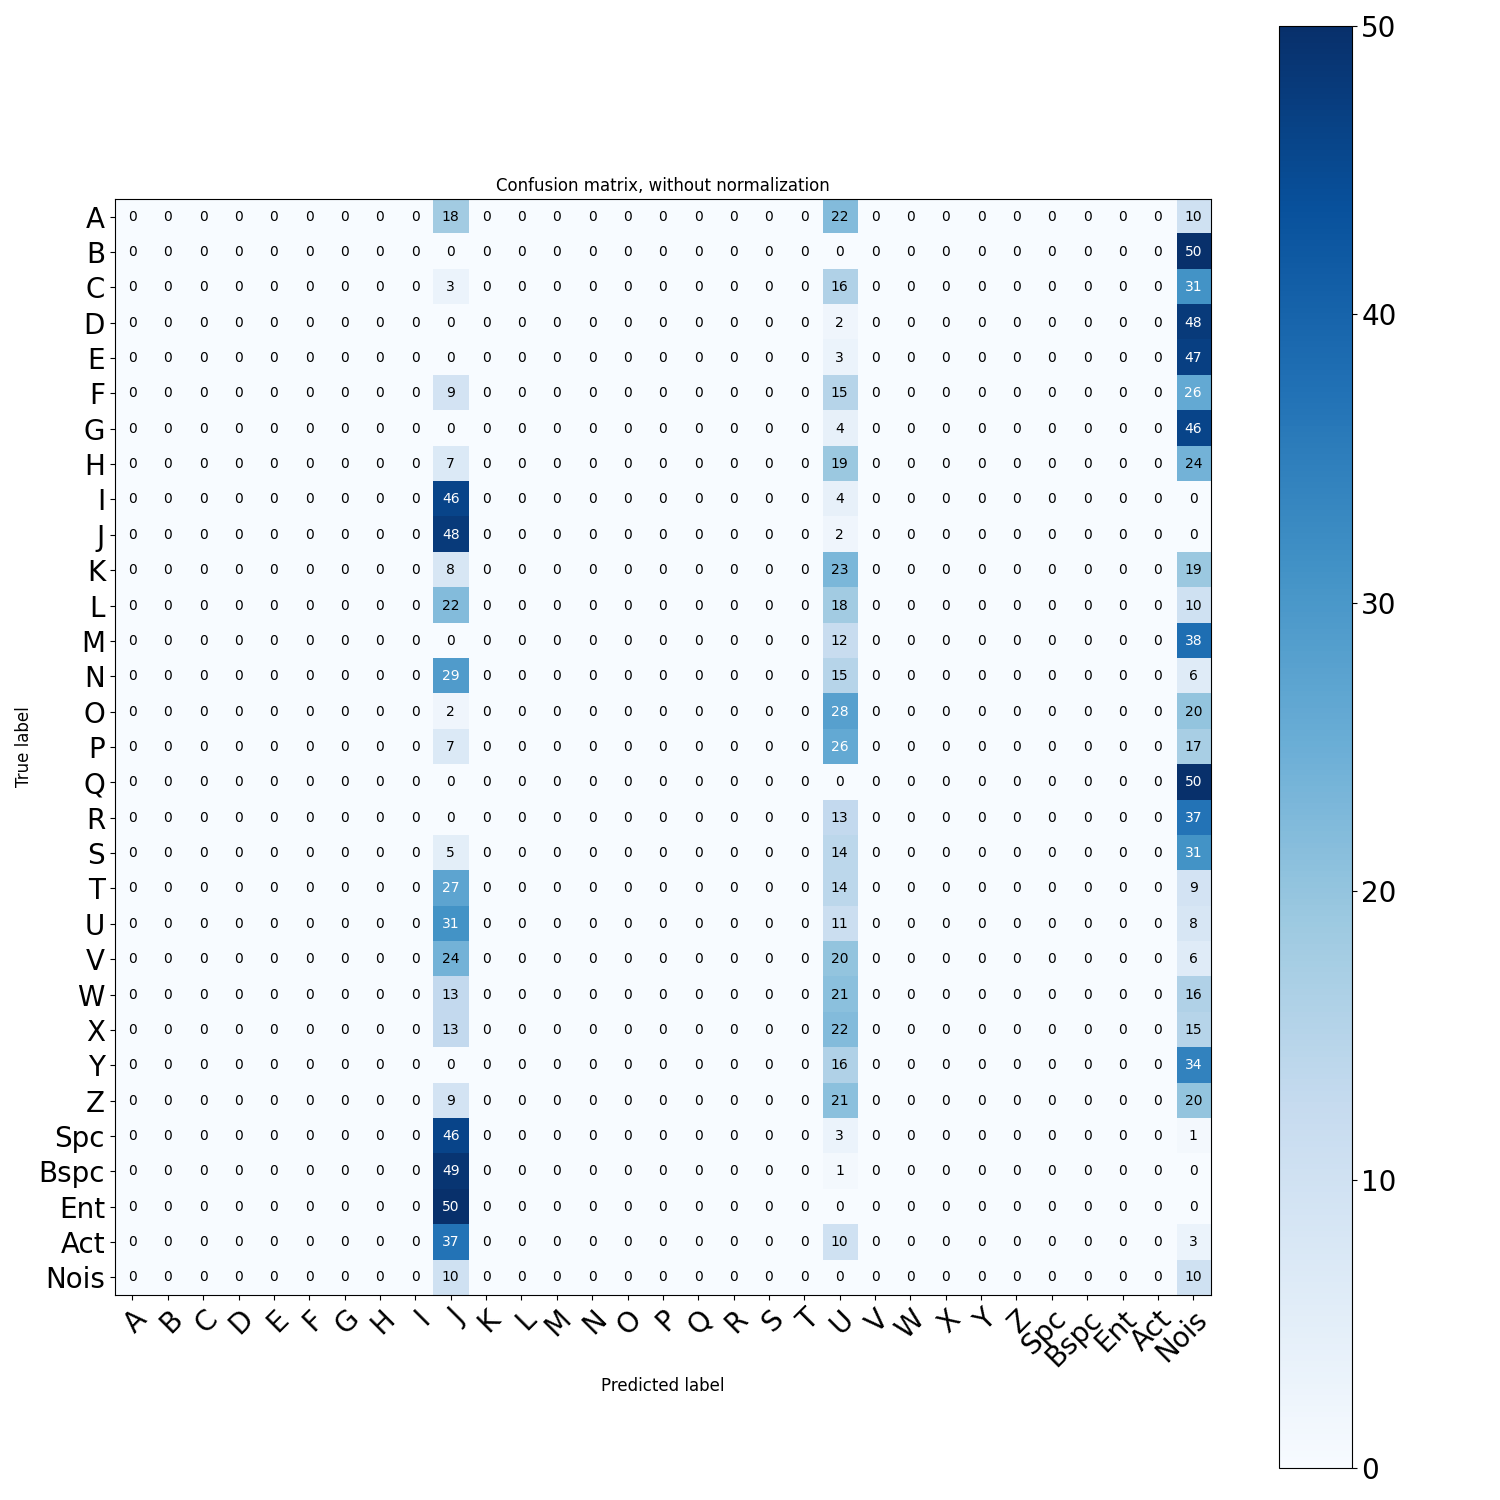 Confusion matrix, without normalization
True label
A 0 0 0 0 0 0 0 0 0 18 0 0 0 0 0 0 0 0 0 0 22 0 0 0 0 0 0 0 0 0 10
B 0 0 0 0 0 0 0 0 0 0 0 0 0 0 0 0 0 0 0 0 0 0 0 0 0 0 0 0 0 0 50
C 0 0 0 0 0 0 0 0 0 3 0 0 0 0 0 0 0 0 0 0 16 0 0 0 0 0 0 0 0 0 31
D 0 0 0 0 0 0 0 0 0 0 0 0 0 0 0 0 0 0 0 0 2 0 0 0 0 0 0 0 0 0 48
E 0 0 0 0 0 0 0 0 0 0 0 0 0 0 0 0 0 0 0 0 3 0 0 0 0 0 0 0 0 0 47
F 0 0 0 0 0 0 0 0 0 9 0 0 0 0 0 0 0 0 0 0 15 0 0 0 0 0 0 0 0 0 26
G 0 0 0 0 0 0 0 0 0 0 0 0 0 0 0 0 0 0 0 0 4 0 0 0 0 0 0 0 0 0 46
H 0 0 0 0 0 0 0 0 0 7 0 0 0 0 0 0 0 0 0 0 19 0 0 0 0 0 0 0 0 0 24
I 0 0 0 0 0 0 0 0 0 46 0 0 0 0 0 0 0 0 0 0 4 0 0 0 0 0 0 0 0 0 0
J 0 0 0 0 0 0 0 0 0 48 0 0 0 0 0 0 0 0 0 0 2 0 0 0 0 0 0 0 0 0 0
K 0 0 0 0 0 0 0 0 0 8 0 0 0 0 0 0 0 0 0 0 23 0 0 0 0 0 0 0 0 0 19
L 0 0 0 0 0 0 0 0 0 22 0 0 0 0 0 0 0 0 0 0 18 0 0 0 0 0 0 0 0 0 10
M 0 0 0 0 0 0 0 0 0 0 0 0 0 0 0 0 0 0 0 0 12 0 0 0 0 0 0 0 0 0 38
N 0 0 0 0 0 0 0 0 0 29 0 0 0 0 0 0 0 0 0 0 15 0 0 0 0 0 0 0 0 0 6
O 0 0 0 0 0 0 0 0 0 2 0 0 0 0 0 0 0 0 0 0 28 0 0 0 0 0 0 0 0 0 20
P 0 0 0 0 0 0 0 0 0 7 0 0 0 0 0 0 0 0 0 0 26 0 0 0 0 0 0 0 0 0 17
Q 0 0 0 0 0 0 0 0 0 0 0 0 0 0 0 0 0 0 0 0 0 0 0 0 0 0 0 0 0 0 50
R 0 0 0 0 0 0 0 0 0 0 0 0 0 0 0 0 0 0 0 0 13 0 0 0 0 0 0 0 0 0 37
S 0 0 0 0 0 0 0 0 0 5 0 0 0 0 0 0 0 0 0 0 14 0 0 0 0 0 0 0 0 0 31
T 0 0 0 0 0 0 0 0 0 27 0 0 0 0 0 0 0 0 0 0 14 0 0 0 0 0 0 0 0 0 9
U 0 0 0 0 0 0 0 0 0 31 0 0 0 0 0 0 0 0 0 0 11 0 0 0 0 0 0 0 0 0 8
V 0 0 0 0 0 0 0 0 0 24 0 0 0 0 0 0 0 0 0 0 20 0 0 0 0 0 0 0 0 0 6
W 0 0 0 0 0 0 0 0 0 13 0 0 0 0 0 0 0 0 0 0 21 0 0 0 0 0 0 0 0 0 16
X 0 0 0 0 0 0 0 0 0 13 0 0 0 0 0 0 0 0 0 0 22 0 0 0 0 0 0 0 0 0 15
Y 0 0 0 0 0 0 0 0 0 0 0 0 0 0 0 0 0 0 0 0 16 0 0 0 0 0 0 0 0 0 34
Z 0 0 0 0 0 0 0 0 0 9 0 0 0 0 0 0 0 0 0 0 21 0 0 0 0 0 0 0 0 0 20
Spc 0 0 0 0 0 0 0 0 0 46 0 0 0 0 0 0 0 0 0 0 3 0 0 0 0 0 0 0 0 0 1
Bspc 0 0 0 0 0 0 0 0 0 49 0 0 0 0 0 0 0 0 0 0 1 0 0 0 0 0 0 0 0 0 0
Ent 0 0 0 0 0 0 0 0 0 50 0 0 0 0 0 0 0 0 0 0 0 0 0 0 0 0 0 0 0 0 0
Act 0 0 0 0 0 0 0 0 0 37 0 0 0 0 0 0 0 0 0 0 10 0 0 0 0 0 0 0 0 0 3
Nois 0 0 0 0 0 0 0 0 0 10 0 0 0 0 0 0 0 0 0 0 0 0 0 0 0 0 0 0 0 0 10
A B C D E F G H I J K L M N O P Q R S T U V W X Y Z Spc Bspc Ent Act Nois
Predicted label
50
40
30
20
10
0